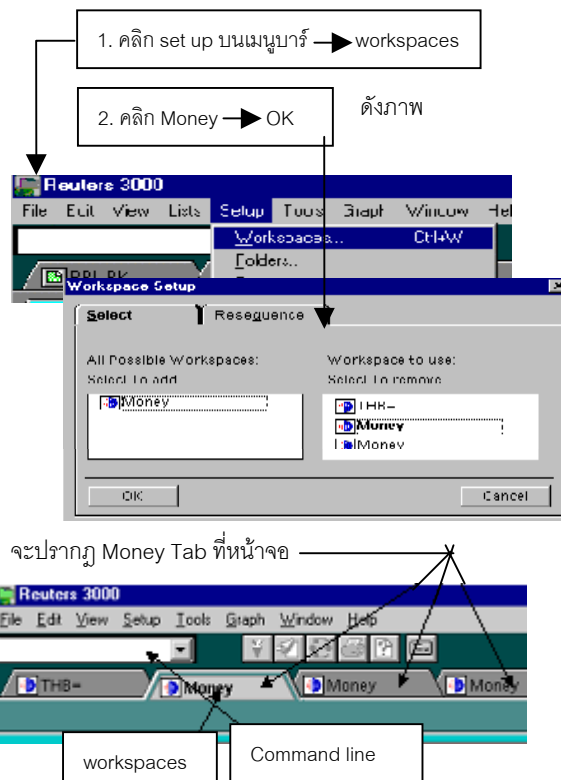 1. คลิก set up บนเมนูบาร์ workspaces
2. คลิก Money OK
ดังภาพ
Reuters 3000
File Edit View Lists Setup Tools Graph Window Hel
Workspaces... Ctrl+W
Folders..
Workspace Setup
Select Resequence
All Possible Workspaces: Workspace to use:
Select To add Select To remove
Money THB=
Money
Money
OK Cancel
จะปรากฏ Money Tab ที่หน้าจอ
Reuters 3000
File Edit View Setup Tools Graph Window Help
THB= Money Money Money
workspaces Command line